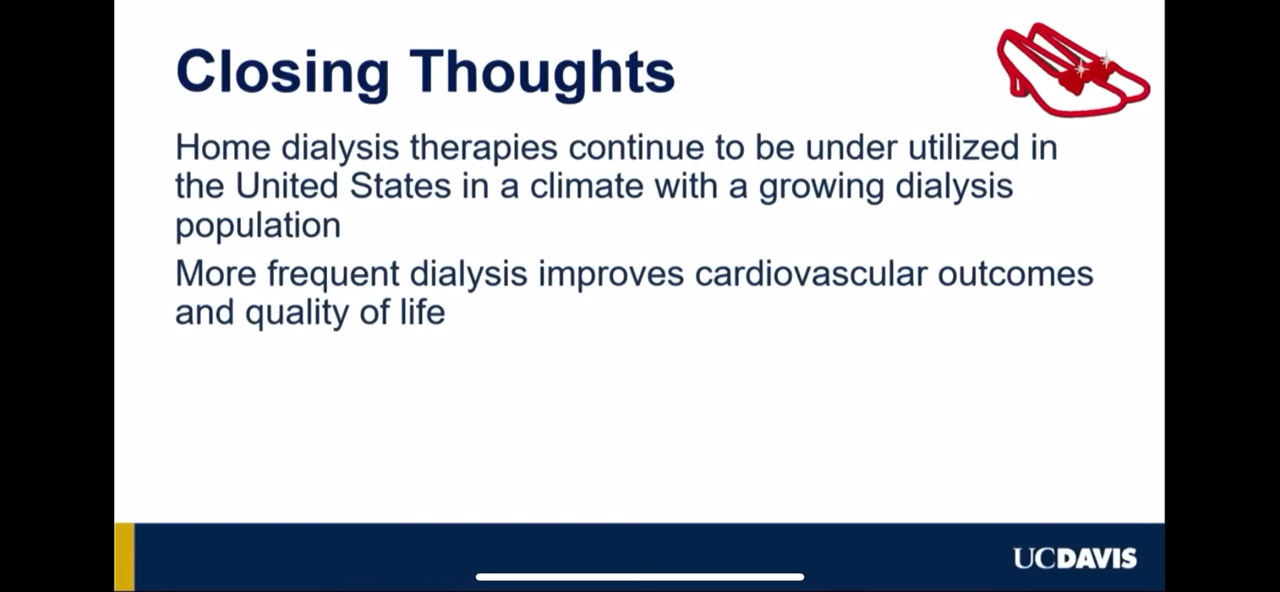 Closing Thoughts
Home dialysis therapies continue to be under utilized in
the United States in a climate with a growing dialysis
population
More frequent dialysis improves cardiovascular outcomes
and quality of life
UCDAVIS